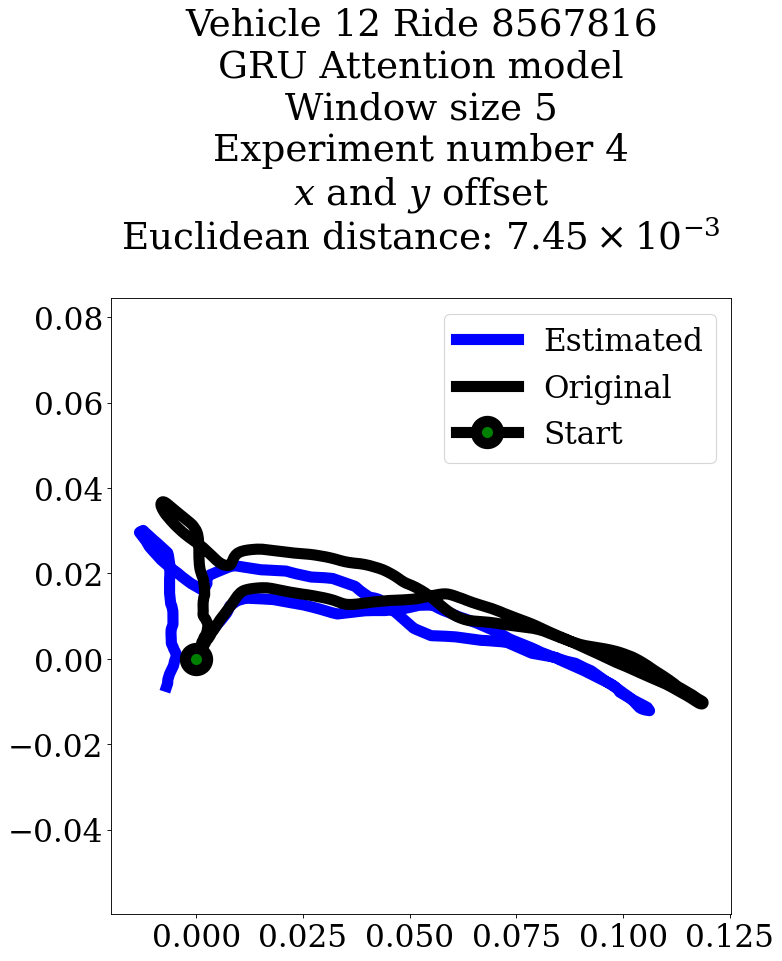 Vehicle 12 Ride 8567816
GRU Attention model
Window size 5
Experiment number 4
x and y offset
Euclidean distance: 7.45 × 10⁻³
Estimated
Original
Start
0.08
0.06
0.04
0.02
0.00
−0.02
−0.04
0.000 0.025 0.050 0.075 0.100 0.125